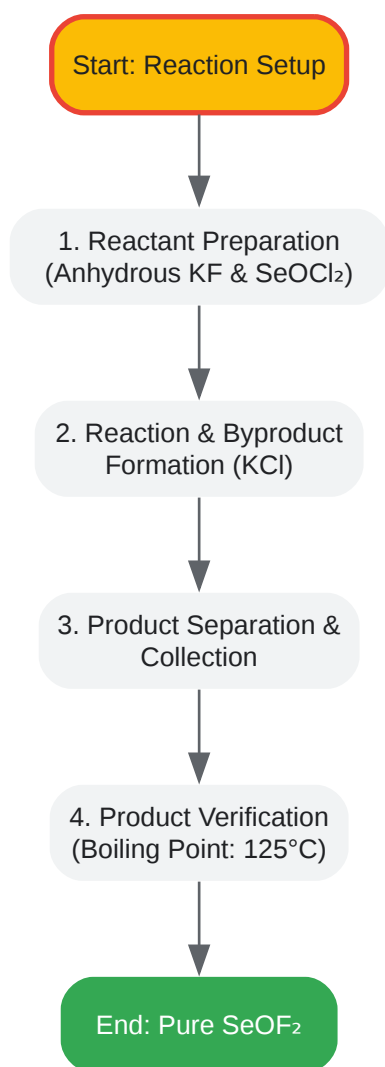 Start: Reaction Setup
1. Reactant Preparation
(Anhydrous KF & SeOCl₂)
2. Reaction & Byproduct
Formation (KCl)
3. Product Separation &
Collection
4. Product Verification
(Boiling Point: 125°C)
End: Pure SeOF₂